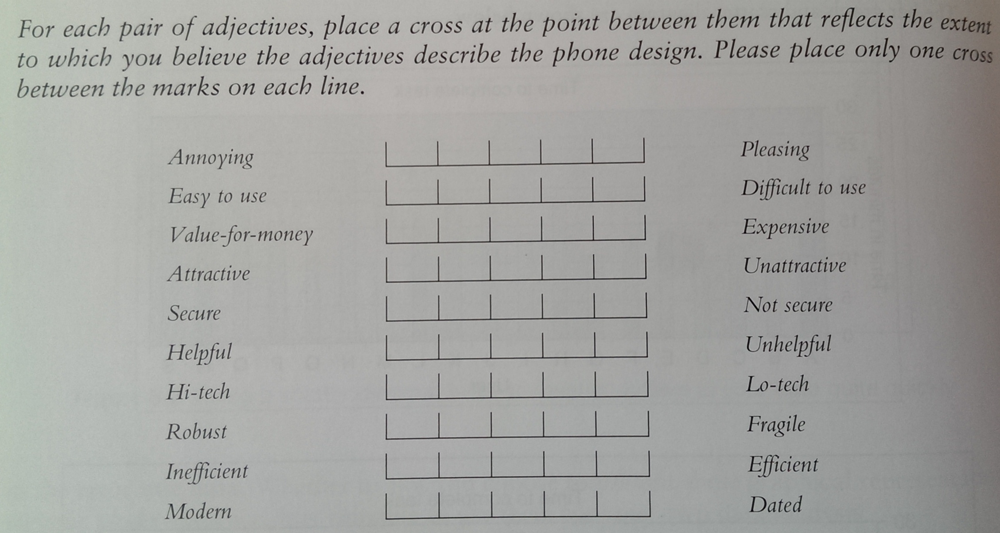 For each pair of adjectives, place a cross at the point between them that reflects the extent
to which you believe the adjectives describe the phone design. Please place only one cross
between the marks on each line.
Annoying Pleasing
Easy to use Difficult to use
Value-for-money Expensive
Attractive Unattractive
Secure Not secure
Helpful Unhelpful
Hi-tech Lo-tech
Robust Fragile
Inefficient Efficient
Modern Dated